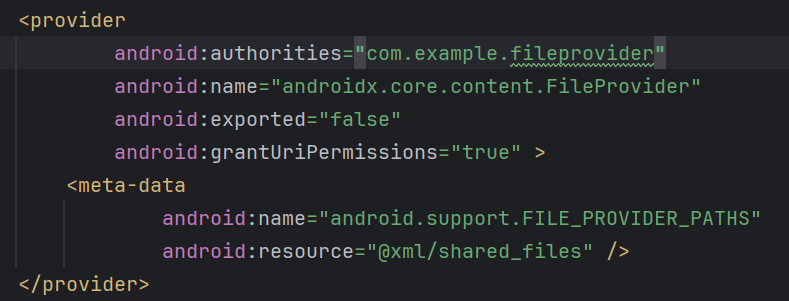 <provider
android:authorities="com.example.fileprovider"
android:name="androidx.core.content.FileProvider"
android:exported="false"
android:grantUriPermissions="true" >
<meta-data
android:name="android.support.FILE_PROVIDER_PATHS"
android:resource="@xml/shared_files" />
</provider>